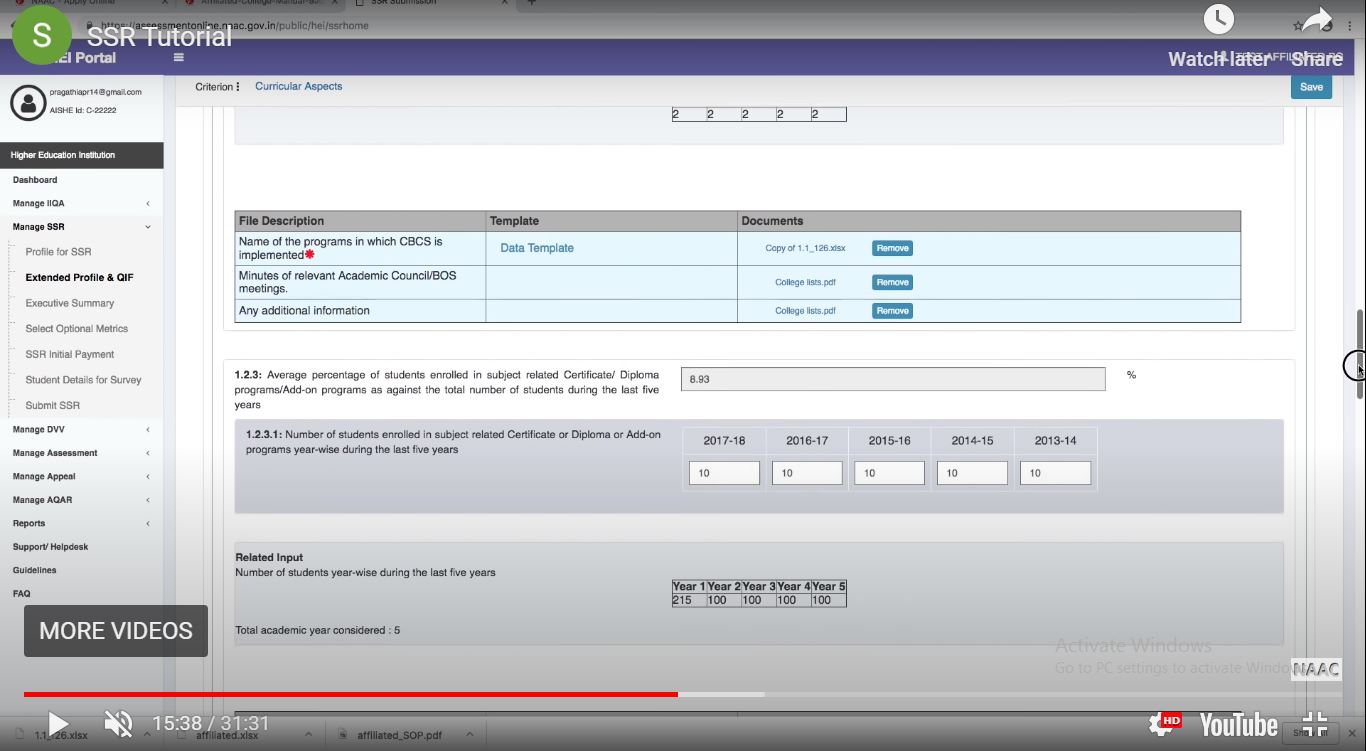 NAAC - Apply Online
Affiliated-College-Manual-
SSR Submission
https://assessmentonline.naac.gov.in/public/hei/ssrhome
S
SSR Tutorial
HEI Portal
Watch later
Share
pragathiapr14@gmail.com
AISHE Id: C-22222
Criterion
Curricular Aspects
Save
2 2 2 2 2
Higher Education Institution
Dashboard
Manage IIQA
Manage SSR
Profile for SSR
Extended Profile & QIF
Executive Summary
Select Optional Metrics
SSR Initial Payment
Student Details for Survey
Submit SSR
Manage DVV
Manage Assessment
Manage Appeal
Manage AQAR
Reports
Support/ Helpdesk
Guidelines
FAQ
MORE VIDEOS
File Description Template Documents
Name of the programs in which CBCS is
implemented* Data Template Copy of 1.1_126.xlsx Remove
Minutes of relevant Academic Council/BOS
meetings. College lists.pdf Remove
Any additional information College lists.pdf Remove
1.2.3: Average percentage of students enrolled in subject related Certificate/ Diploma
programs/Add-on programs as against the total number of students during the last five
years
8.93 %
1.2.3.1: Number of students enrolled in subject related Certificate or Diploma or Add-on
programs year-wise during the last five years
2017-18 2016-17 2015-16 2014-15 2013-14
10 10 10 10 10
Related Input
Number of students year-wise during the last five years
Year 1 Year 2 Year 3 Year 4 Year 5
215 100 100 100 100
Total academic year considered : 5
Activate Windows
Go to PC settings to activate Windows
NAAC
15:38 / 31:31
HD
YouTube
1.1_126.xlsx
affiliated.xlsx
affiliated_SOP.pdf
Show all